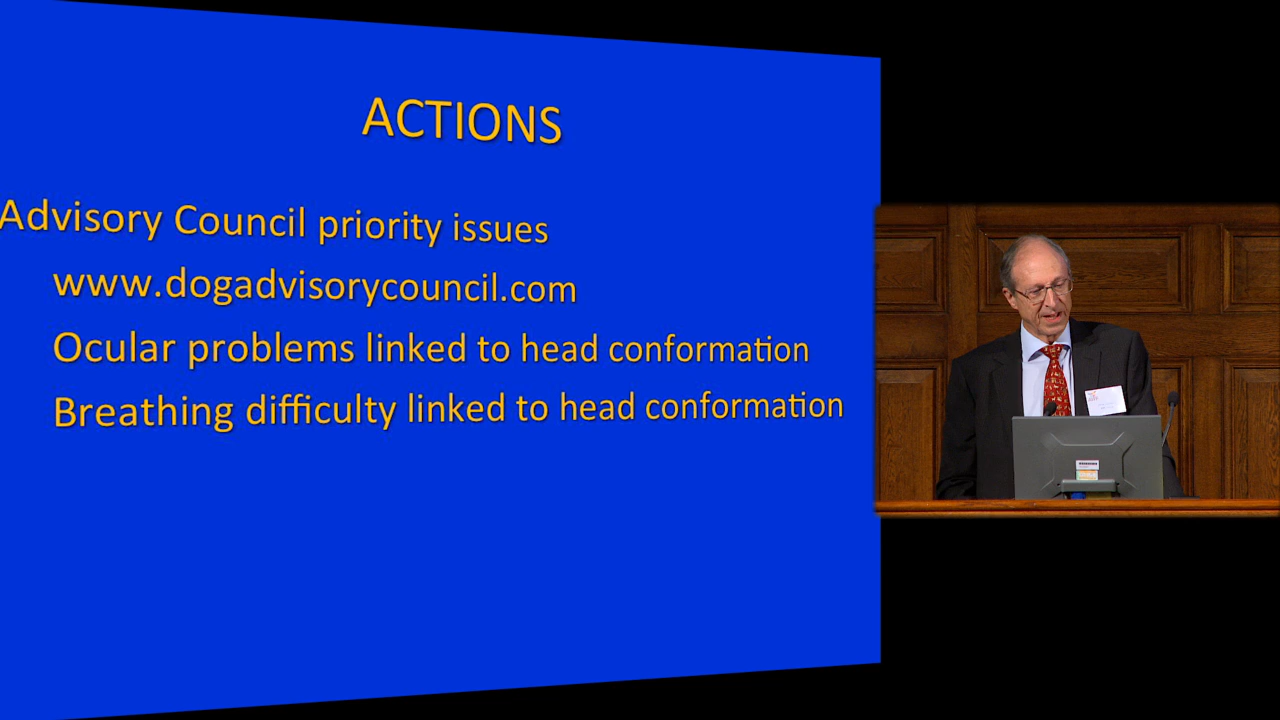 ACTIONS
Advisory Council priority issues
www.dogadvisorycouncil.com
Ocular problems linked to head conformation
Breathing difficulty linked to head conformation